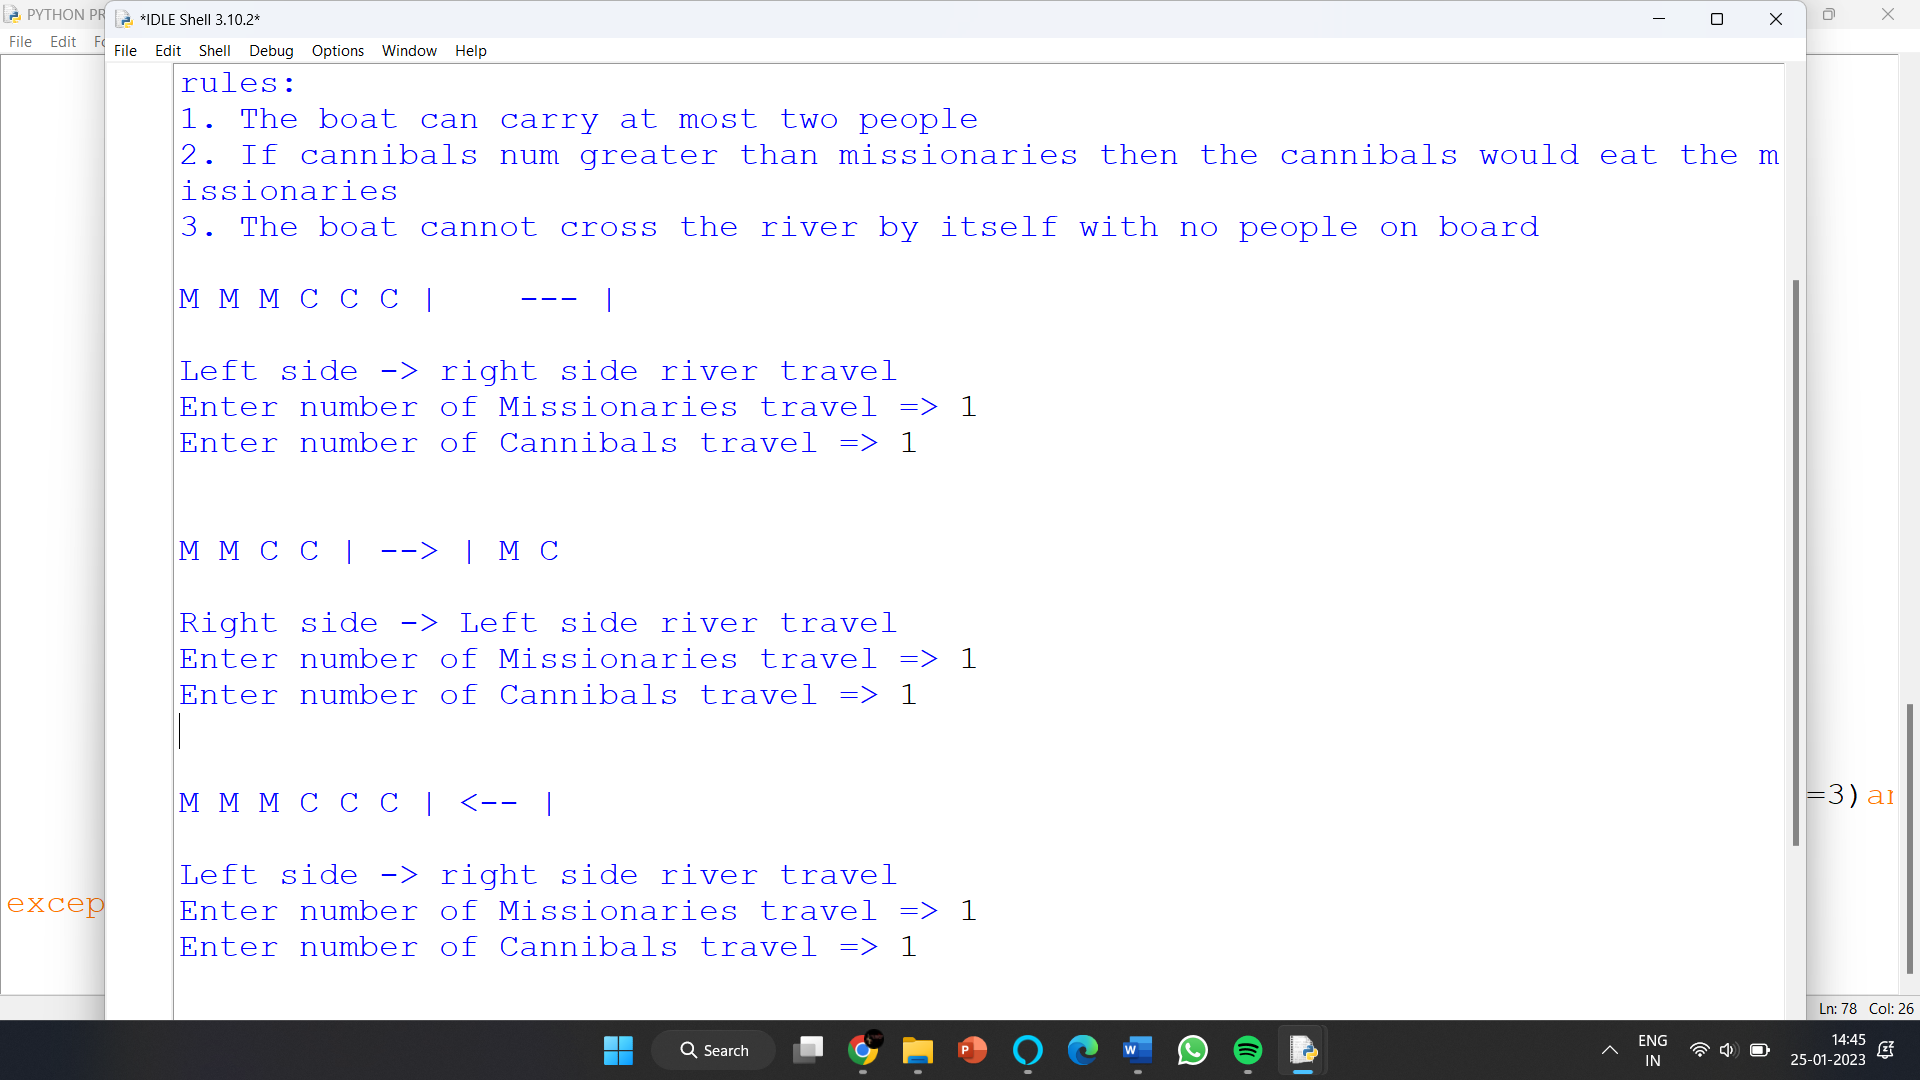 PYTHON PR
*IDLE Shell 3.10.2*
File Edit
File Edit Shell Debug Options Window Help
rules:
1. The boat can carry at most two people
2. If cannibals num greater than missionaries then the cannibals would eat the m
issionaries
3. The boat cannot cross the river by itself with no people on board
M M M C C C |    --- |
Left side -> right side river travel
Enter number of Missionaries travel => 1
Enter number of Cannibals travel => 1
M M C C | --> | M C
Right side -> Left side river travel
Enter number of Missionaries travel => 1
Enter number of Cannibals travel => 1
M M M C C C | <-- |
=3)
Left side -> right side river travel
excep
Enter number of Missionaries travel => 1
Enter number of Cannibals travel => 1
Ln: 78 Col: 26
Search
ENG
IN
14:45
25-01-2023